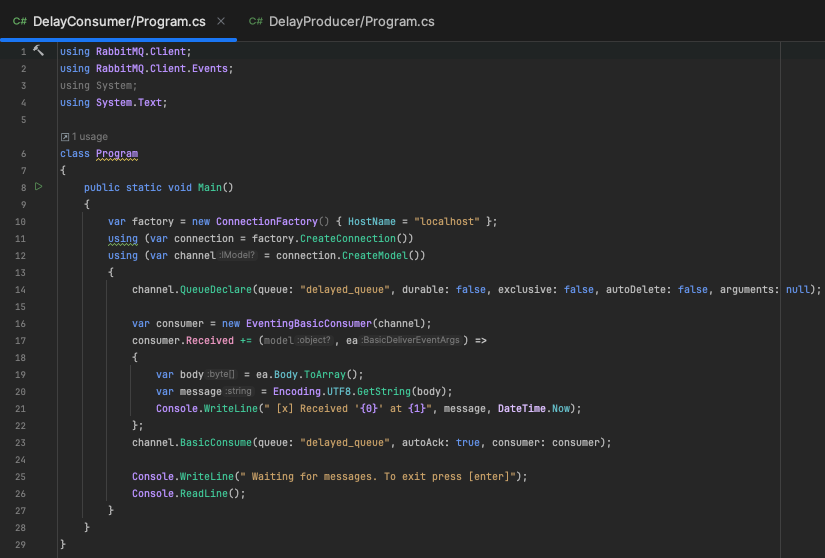 C# DelayConsumer/Program.cs × C# DelayProducer/Program.cs
1 using RabbitMQ.Client;
2 using RabbitMQ.Client.Events;
3 using System;
4 using System.Text;
5
1 usage
6 class Program
7 {
8 public static void Main()
9 {
10 var factory = new ConnectionFactory() { HostName = "localhost" };
11 using (var connection = factory.CreateConnection())
12 using (var channel :IModel? = connection.CreateModel())
13 {
14 channel.QueueDeclare(queue: "delayed_queue", durable: false, exclusive: false, autoDelete: false, arguments: null);
15
16 var consumer = new EventingBasicConsumer(channel);
17 consumer.Received += (model :object? , ea :BasicDeliverEventArgs ) =>
18 {
19 var body :byte[] = ea.Body.ToArray();
20 var message :string = Encoding.UTF8.GetString(body);
21 Console.WriteLine(" [x] Received '{0}' at {1}", message, DateTime.Now);
22 };
23 channel.BasicConsume(queue: "delayed_queue", autoAck: true, consumer: consumer);
24
25 Console.WriteLine(" Waiting for messages. To exit press [enter]");
26 Console.ReadLine();
27 }
28 }
29 }